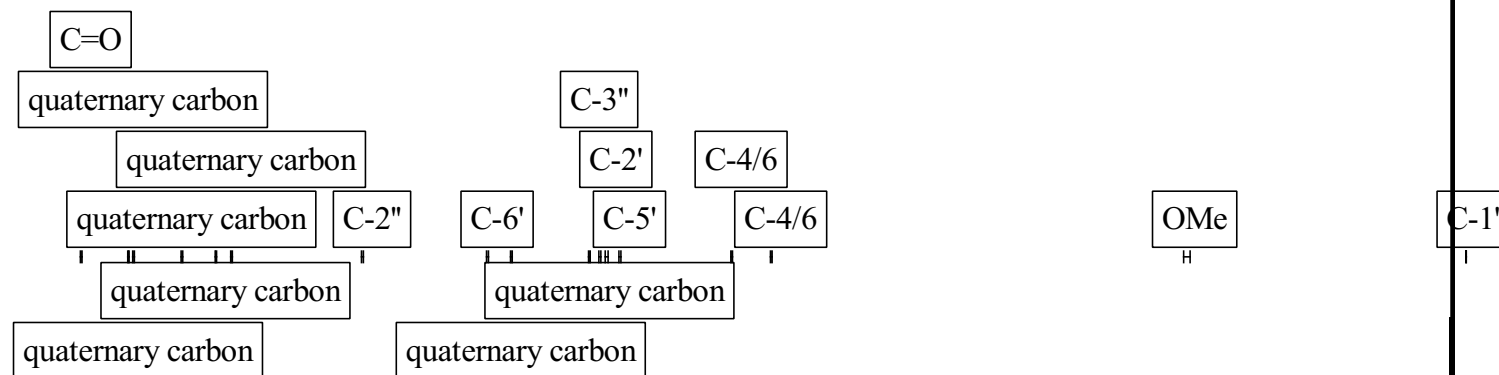 C=O
quaternary carbon C-3"
quaternary carbon C-2' C-4/6
quaternary carbon C-2" C-6' C-5' C-4/6 OMe C-1'
quaternary carbon quaternary carbon
quaternary carbon quaternary carbon